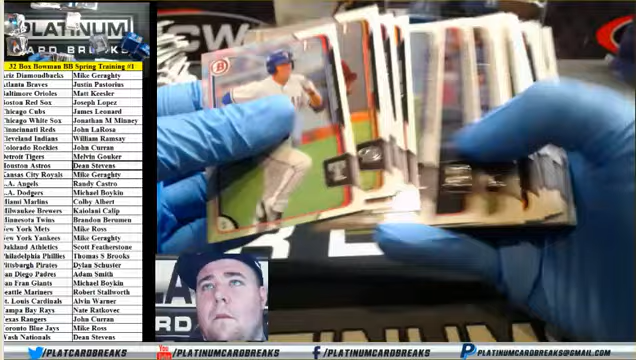 PLATINUM
CARD BREAKS
32 Box Bowman BB Spring Training #1
Ariz Diamondbacks Mike Geraghty
Atlanta Braves Justin Pastorius
Baltimore Orioles Matt Keesler
Boston Red Sox Joseph Lopez
Chicago Cubs James Leonard
Chicago White Sox Jonathan M Minney
Cincinnati Reds John LaRosa
Cleveland Indians William Ramsay
Colorado Rockies John Curran
Detroit Tigers Melvin Gouker
Houston Astros Dean Stevens
Kansas City Royals Mike Geraghty
L.A. Angels Randy Castro
L.A. Dodgers Michael Boykin
Miami Marlins Colby Albert
Milwaukee Brewers Kaiolani Calip
Minnesota Twins Brandon
New York Mets Mike Ross
New York Yankees Mike Geraghty
Oakland Athletics Scott Featherstone
Philadelphia Phillies Thomas S Brooks
Pittsburgh Pirates Dylan Schuster
San Diego Padres Adam Smith
San Fran Giants Michael Boykin
Seattle Mariners Robert Stallworth
St. Louis Cardinals Alvin Warner
Tampa Bay Rays Nate Ratkover
Texas Rangers John Curran
Toronto Blue Jays Mike Ross
Wash Nationals Dean Stevens
/PLATCARDBREAKS
You Tube /PLATINUMCARDBREAKS
/PLATINUMCARDBREAKS
PLATINUMCARDBREAKS@GMAIL.COM